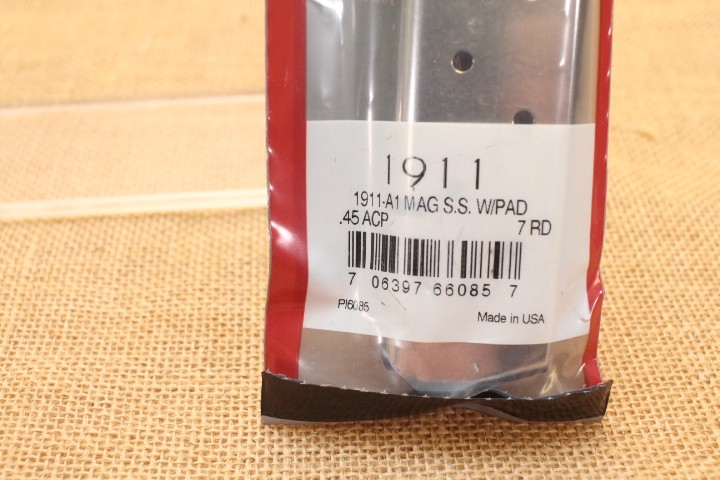 1911
1911-A1 MAG S.S. W/PAD
.45 ACP 7 RD
7 06397 66085 7
PI6085
Made in USA